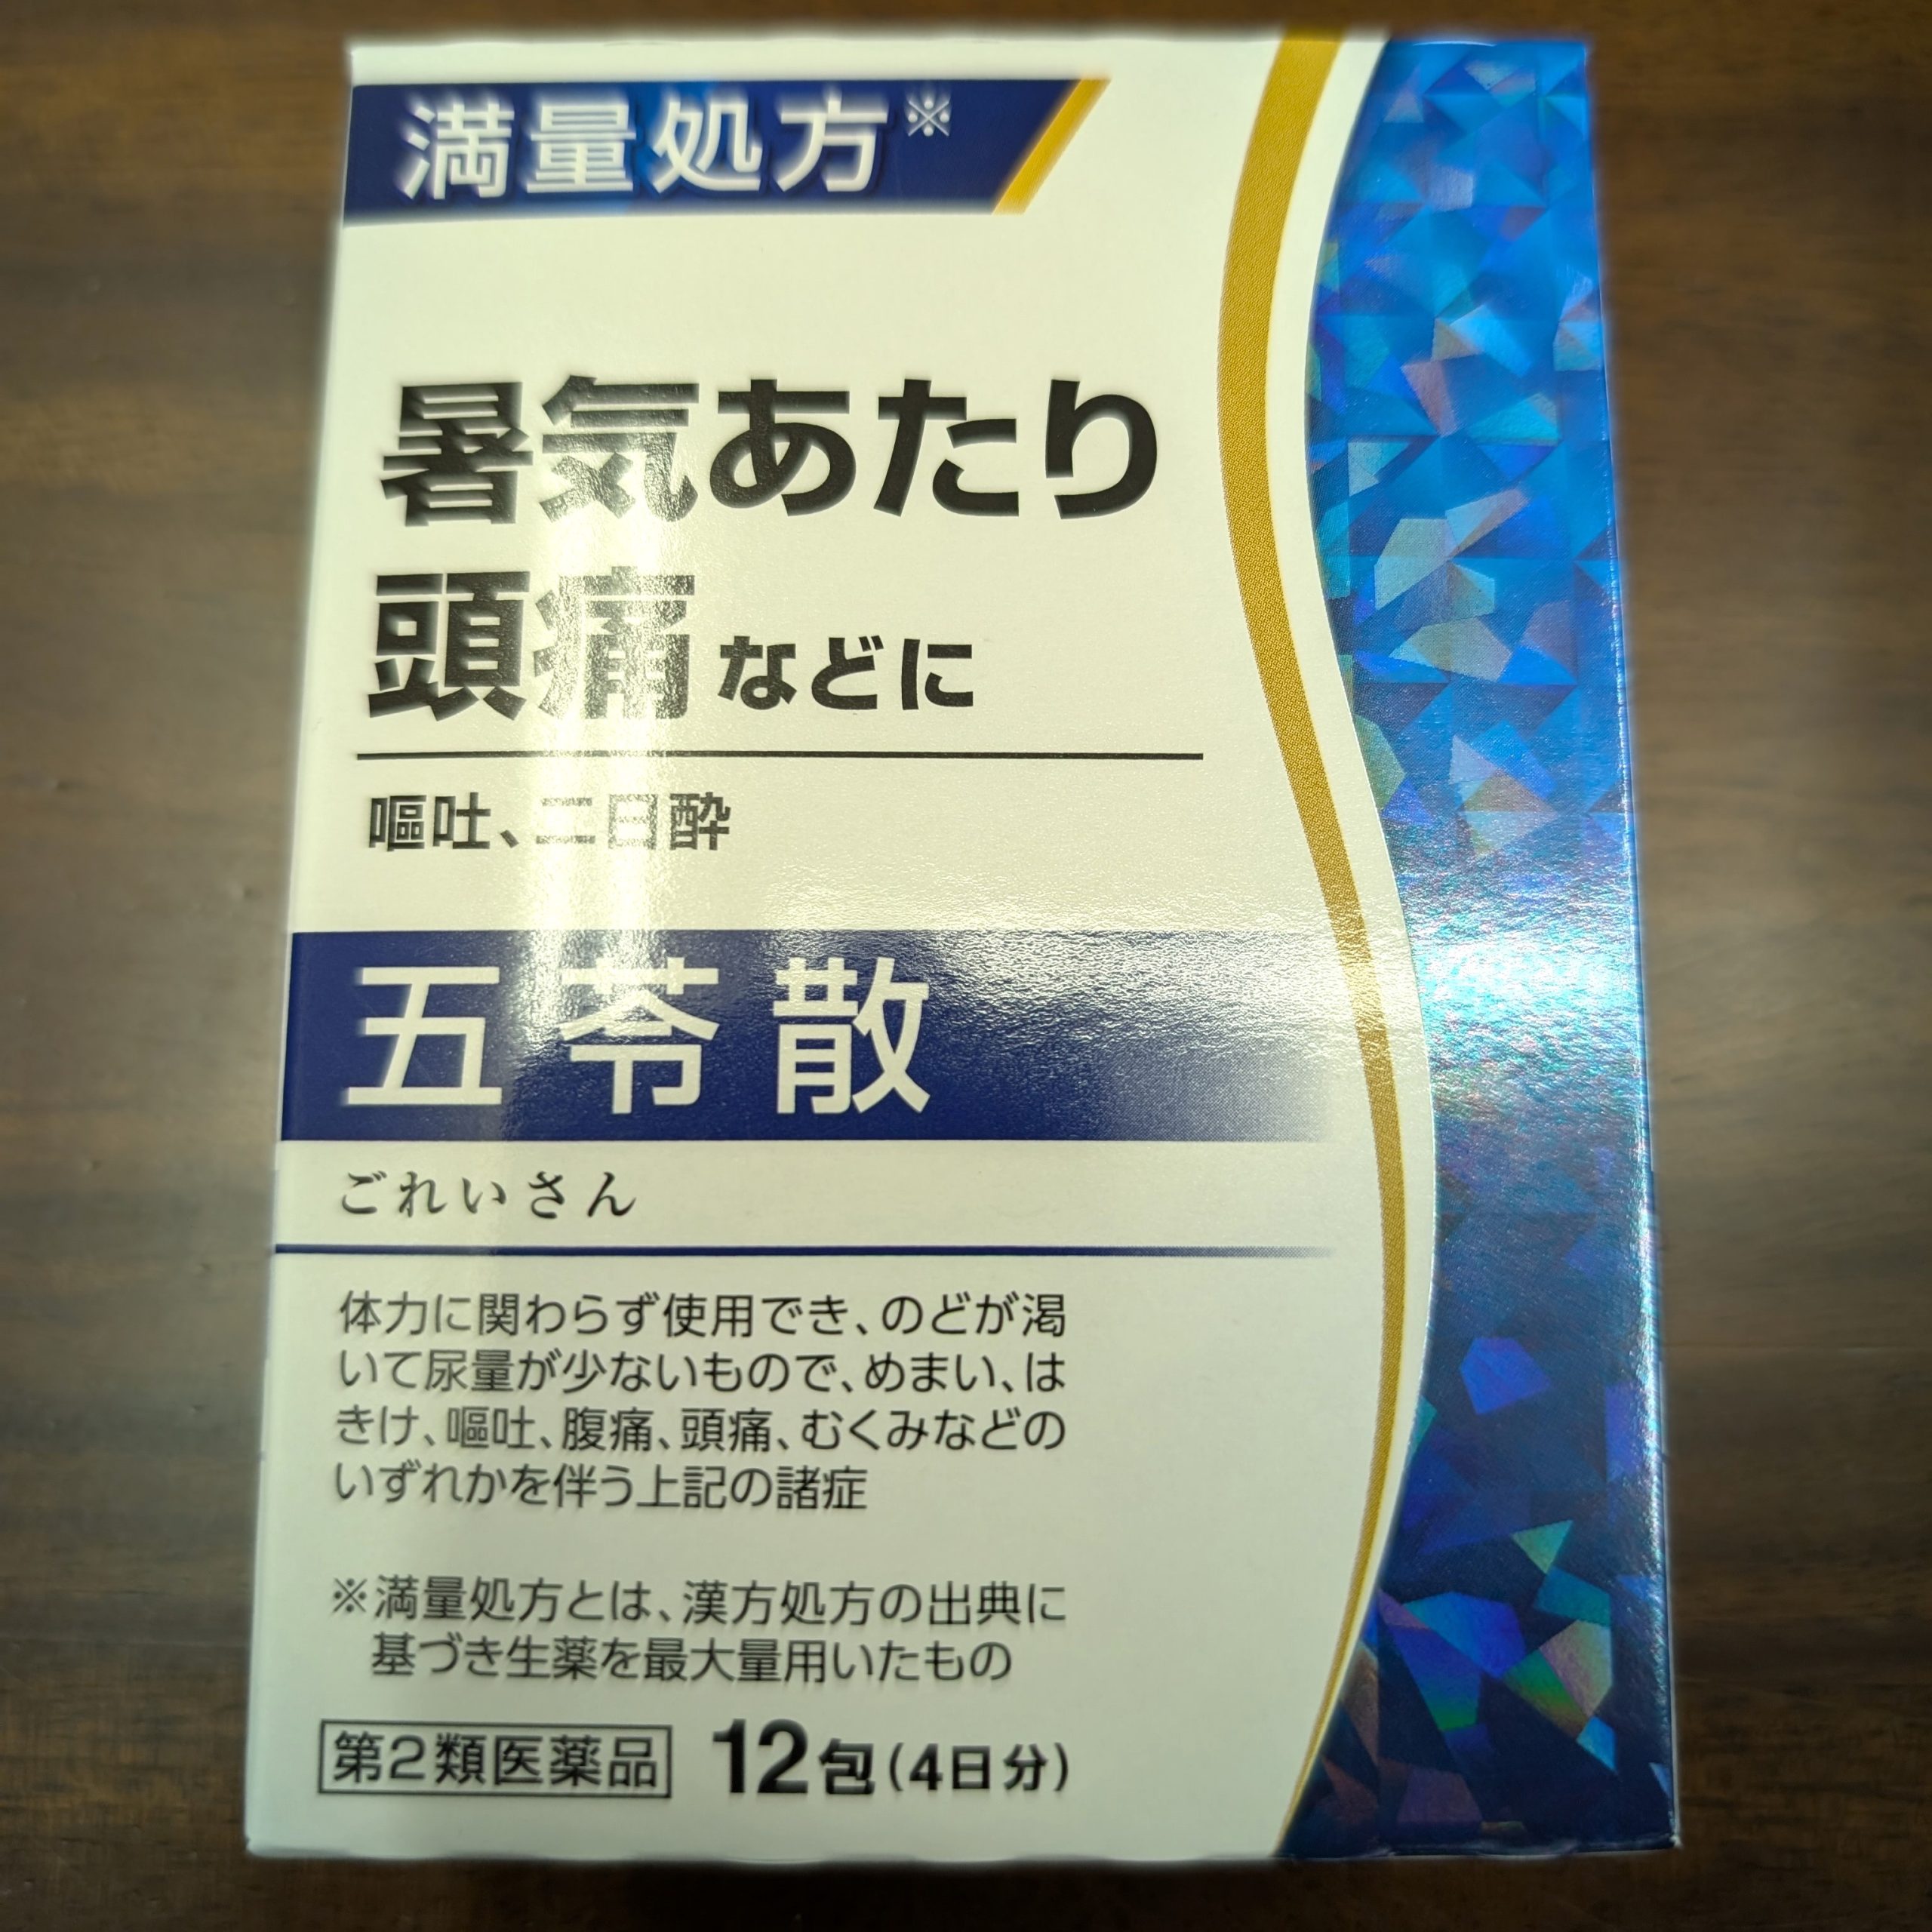 満量処方※
暑気あたり
頭痛などに
嘔吐、二日酔
五苓散
ごれいさん
体力に関わらず使用でき、のどが渇
いて尿量が少ないもので、めまい、は
きけ、嘔吐、腹痛、頭痛、むくみなどの
いずれかを伴う上記の諸症
※満量処方とは、漢方処方の出典に
基づき生薬を最大量用いたもの
第2類医薬品 12包(4日分)